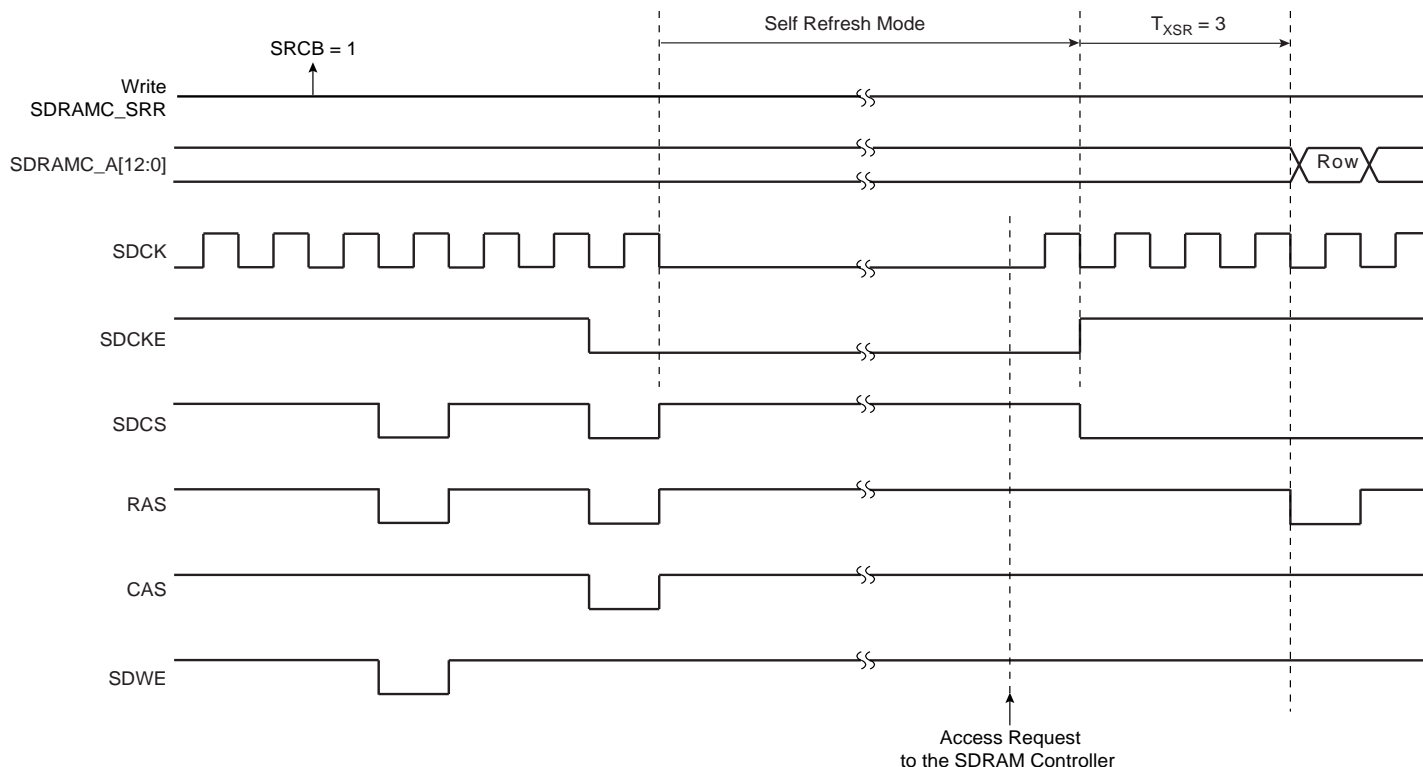 Self Refresh Mode
TXSR = 3
SRCB = 1
Write
SDRAMC_SRR
SDRAMC_A[12:0]
Row
SDCK
SDCKE
SDCS
RAS
CAS
SDWE
Access Request
to the SDRAM Controller